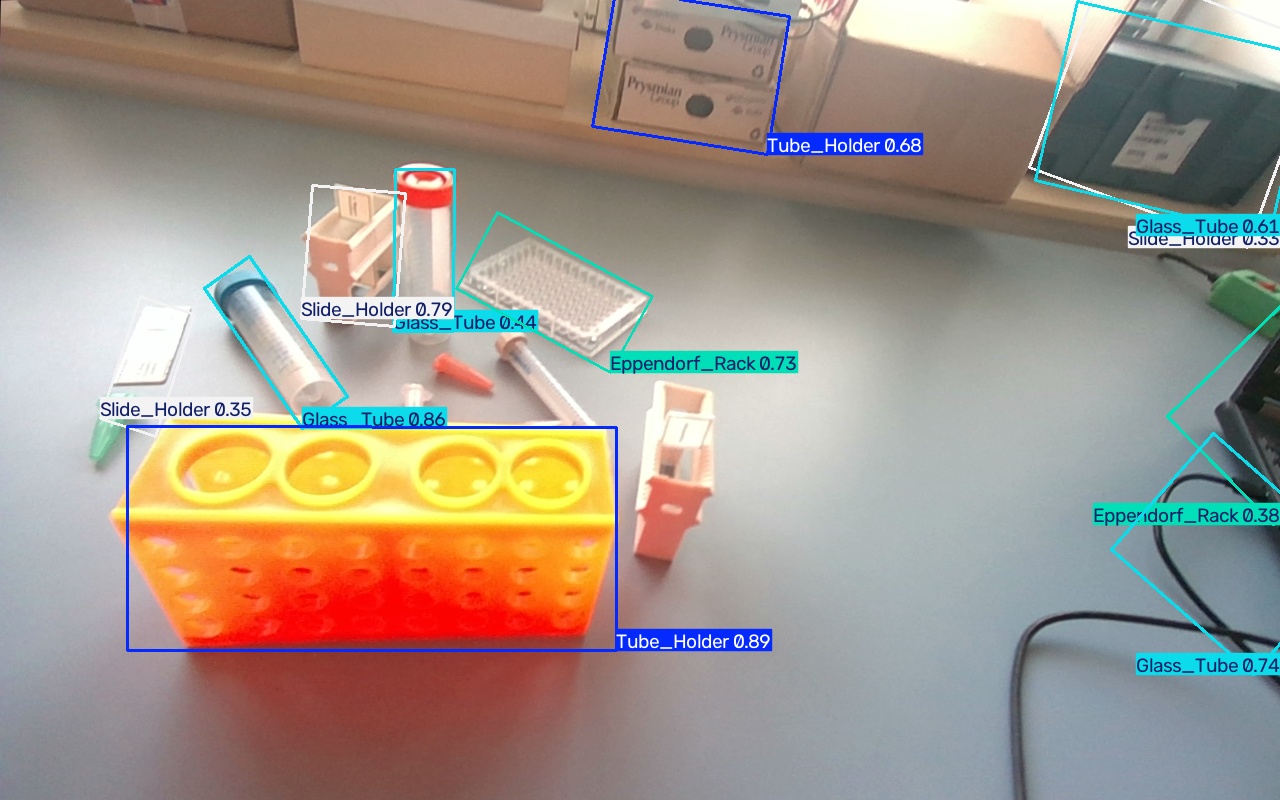 Prysmian
Group
Prysmian
Group
Tube_Holder 0.68
Glass_Tube 0.61
Slide_Holder 0.33
Slide_Holder 0.79
Glass_Tube 0.44
Eppendorf_Rack 0.73
Slide_Holder 0.35
Glass_Tube 0.86
Eppendorf_Rack 0.38
Tube_Holder 0.89
Glass_Tube 0.74